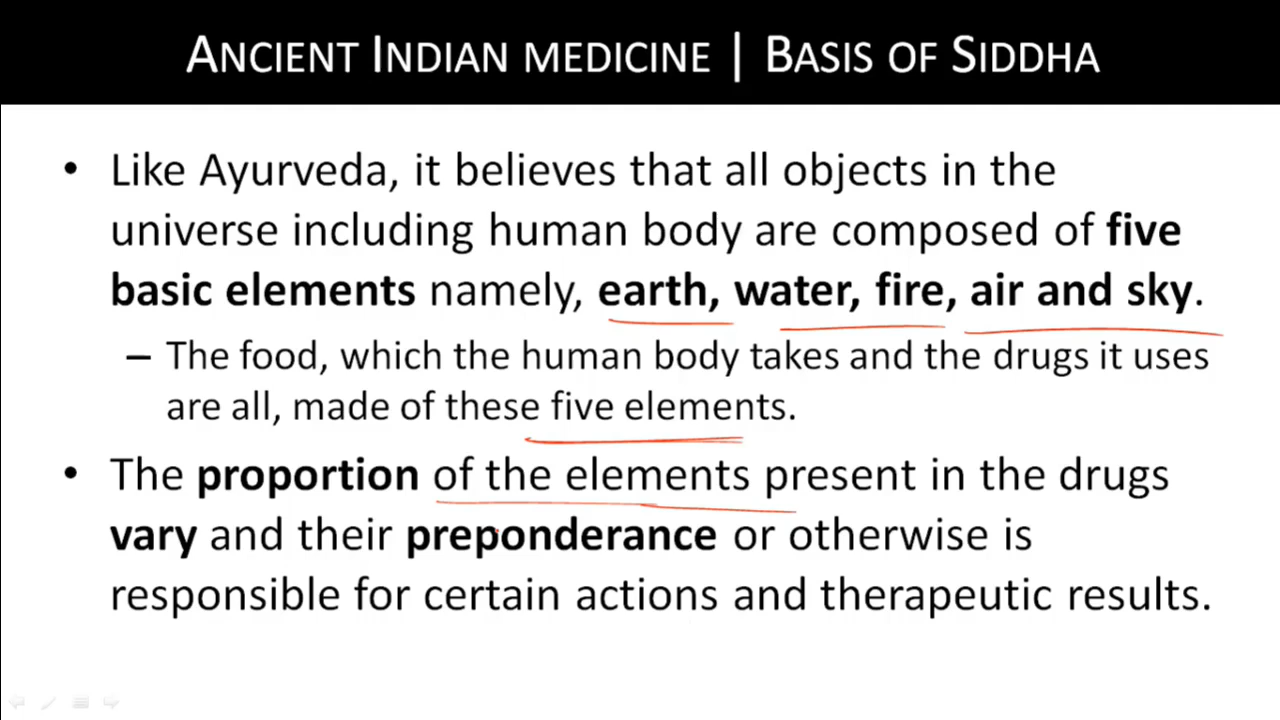 ANCIENT INDIAN MEDICINE | BASIS OF SIDDHA
• Like Ayurveda, it believes that all objects in the
universe including human body are composed of five
basic elements namely, earth, water, fire, air and sky.
– The food, which the human body takes and the drugs it uses
are all, made of these five elements.
• The proportion of the elements present in the drugs
vary and their preponderance or otherwise is
responsible for certain actions and therapeutic results.